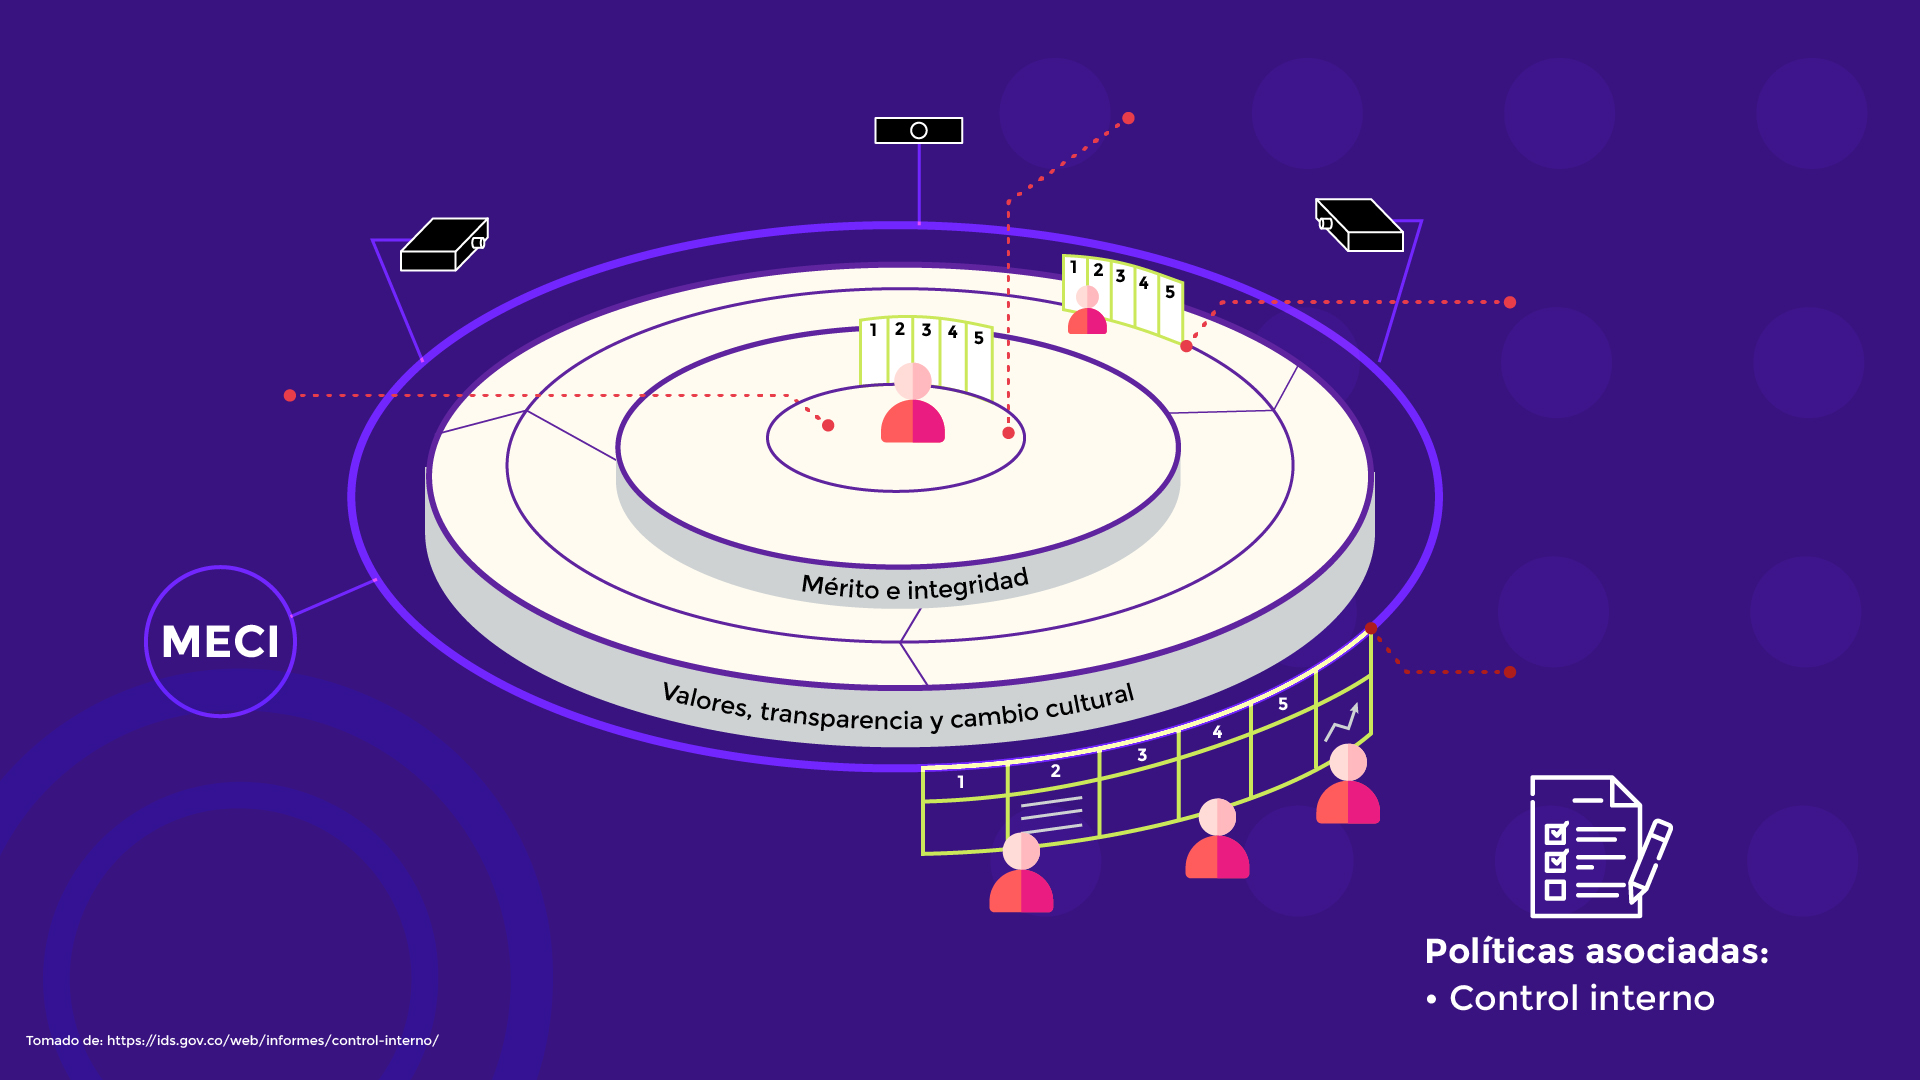 1 2 3 4 5
1 2 3 4 5
Mérito e integridad
MECI
Valores, transparencia y cambio cultural
1 2 3 4 5
Políticas asociadas:
• Control interno
Tomado de: https://ids.gov.co/web/informes/control-interno/